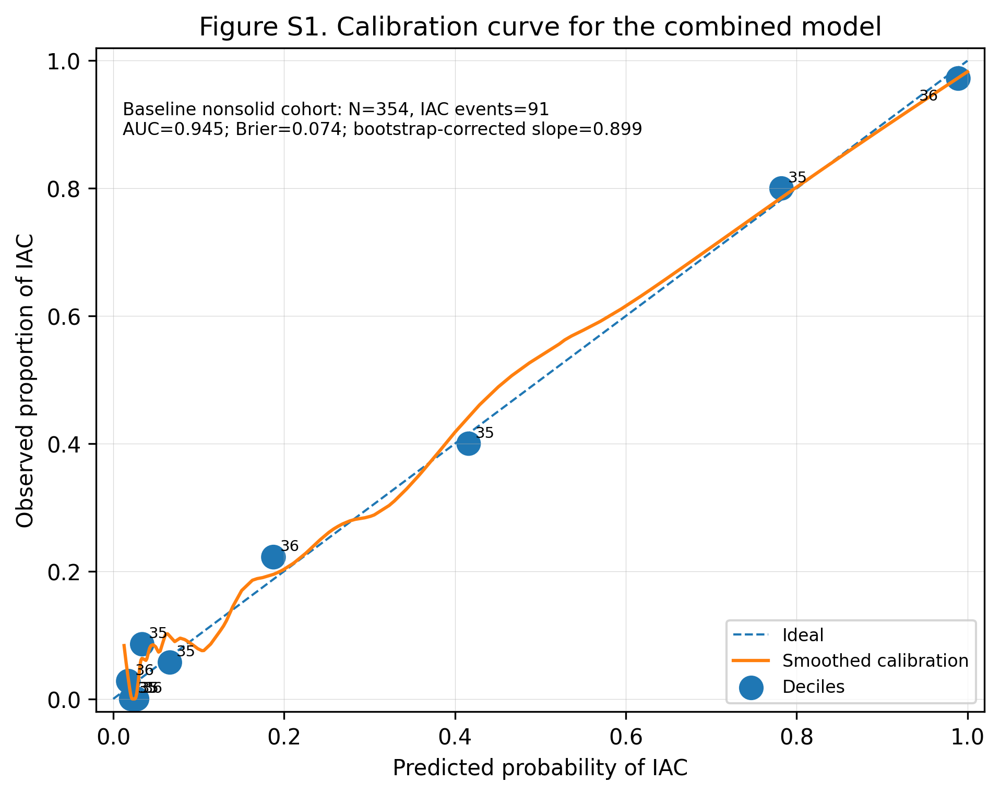 Figure S1. Calibration curve for the combined model
Observed proportion of IAC
1.0
0.8
0.6
0.4
0.2
0.0
Baseline nonsolid cohort: N=354, IAC events=91
AUC=0.945; Brier=0.074; bootstrap-corrected slope=0.899
36
35
35
36
35
35
36
35
36
Ideal
Smoothed calibration
Deciles
0.0 0.2 0.4 0.6 0.8 1.0
Predicted probability of IAC